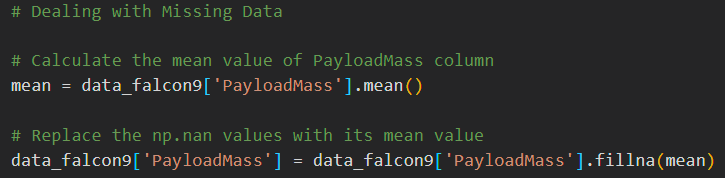 # Dealing with Missing Data
# Calculate the mean value of PayloadMass column
mean = data_falcon9['PayloadMass'].mean()
# Replace the np.nan values with its mean value
data_falcon9['PayloadMass'] = data_falcon9['PayloadMass'].fillna(mean)